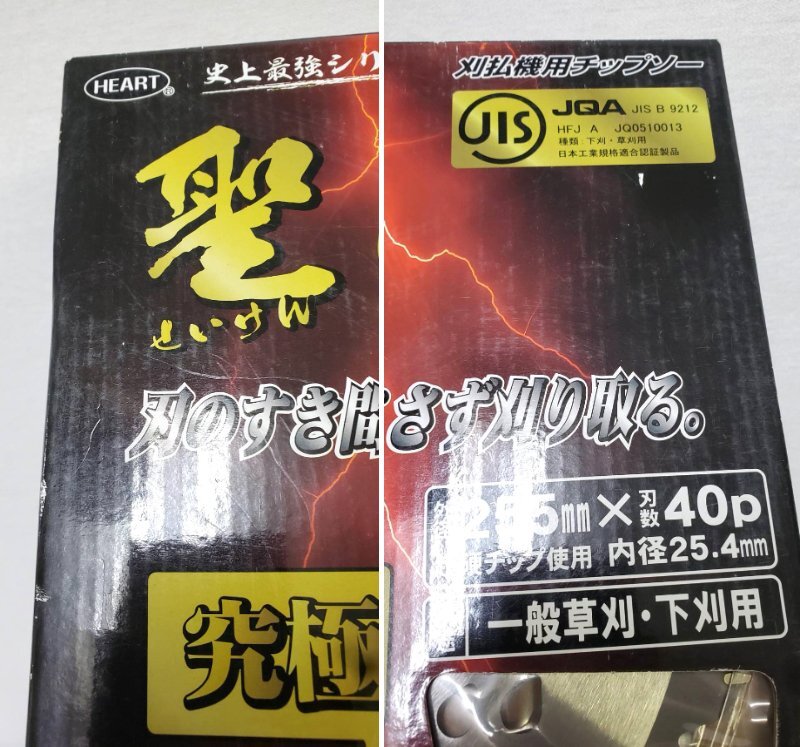 HEART®
史上最強シリ
聖
せいけん
刈払機用チップソー
JIS JQA JIS B 9212
HFJ A JQ0510013
種類:下刈・草刈用
日本工業規格適合認証製品
刃のすき間さず刈り取る。
255mm×刃数40p
チップ使用 内径25.4mm
一般草刈・下刈用
究極